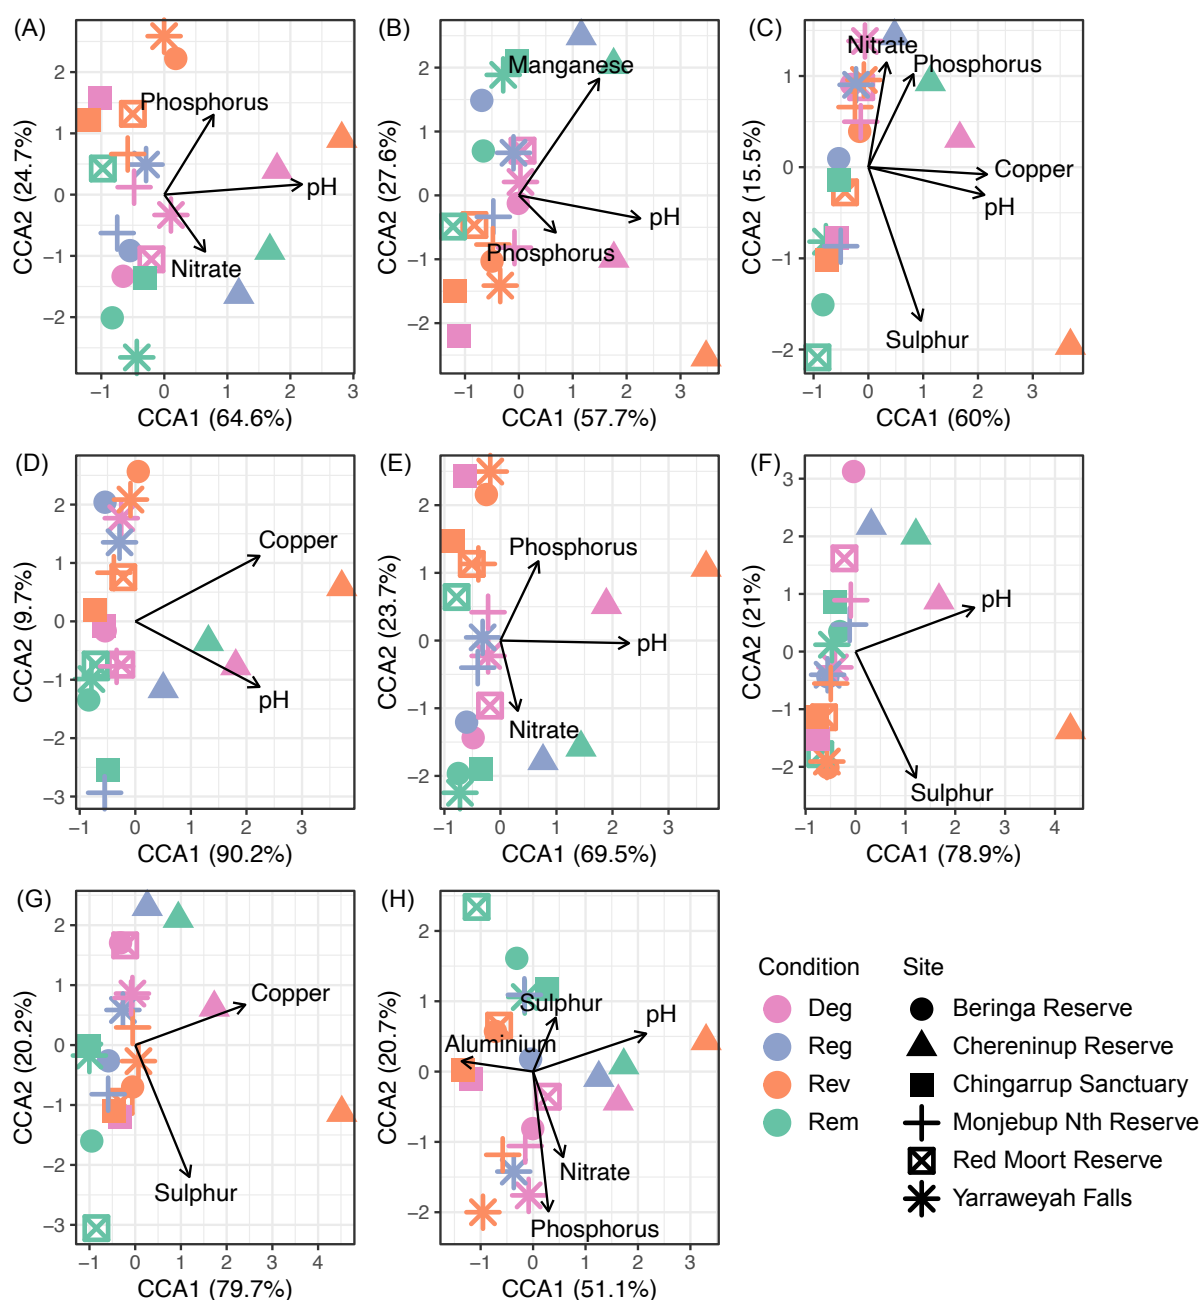 (A)
Phosphorus
pH
Nitrate
2
1
0
−1
−2
−1
0
1
2
3
CCA2 (24.7%)
CCA1 (64.6%)
(B)
Manganese
pH
Phosphorus
2
1
0
−1
−2
−1
0
1
2
3
CCA2 (27.6%)
CCA1 (57.7%)
(C)
Nitrate
Phosphorus
Copper
pH
Sulphur
1
0
−1
−2
−1
0
1
2
3
CCA2 (15.5%)
CCA1 (60%)
(D)
Copper
pH
2
1
0
−1
−2
−3
−1
0
1
2
3
CCA2 (9.7%)
CCA1 (90.2%)
(E)
Phosphorus
pH
Nitrate
2
1
0
−1
−2
−1
0
1
2
3
CCA2 (23.7%)
CCA1 (69.5%)
(F)
pH
Sulphur
3
2
1
0
−1
−2
−1
0
1
2
3
4
CCA2 (21%)
CCA1 (78.9%)
(G)
Copper
Sulphur
2
1
0
−1
−2
−3
−1
0
1
2
3
4
CCA2 (20.2%)
CCA1 (79.7%)
(H)
Sulphur
pH
Aluminium
Nitrate
Phosphorus
2
1
0
−1
−2
−1
0
1
2
3
CCA2 (20.7%)
CCA1 (51.1%)
Condition
Deg
Reg
Rev
Rem
Site
Beringa Reserve
Chereninup Reserve
Chingarrup Sanctuary
Monjebup Nth Reserve
Red Moort Reserve
Yarraweyah Falls